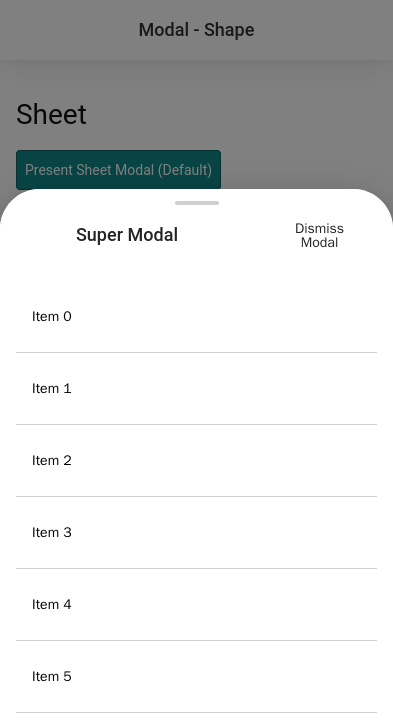 Modal - Shape
Sheet
Present Sheet Modal (Default)
Super Modal
Dismiss
Modal
Item 0
Item 1
Item 2
Item 3
Item 4
Item 5